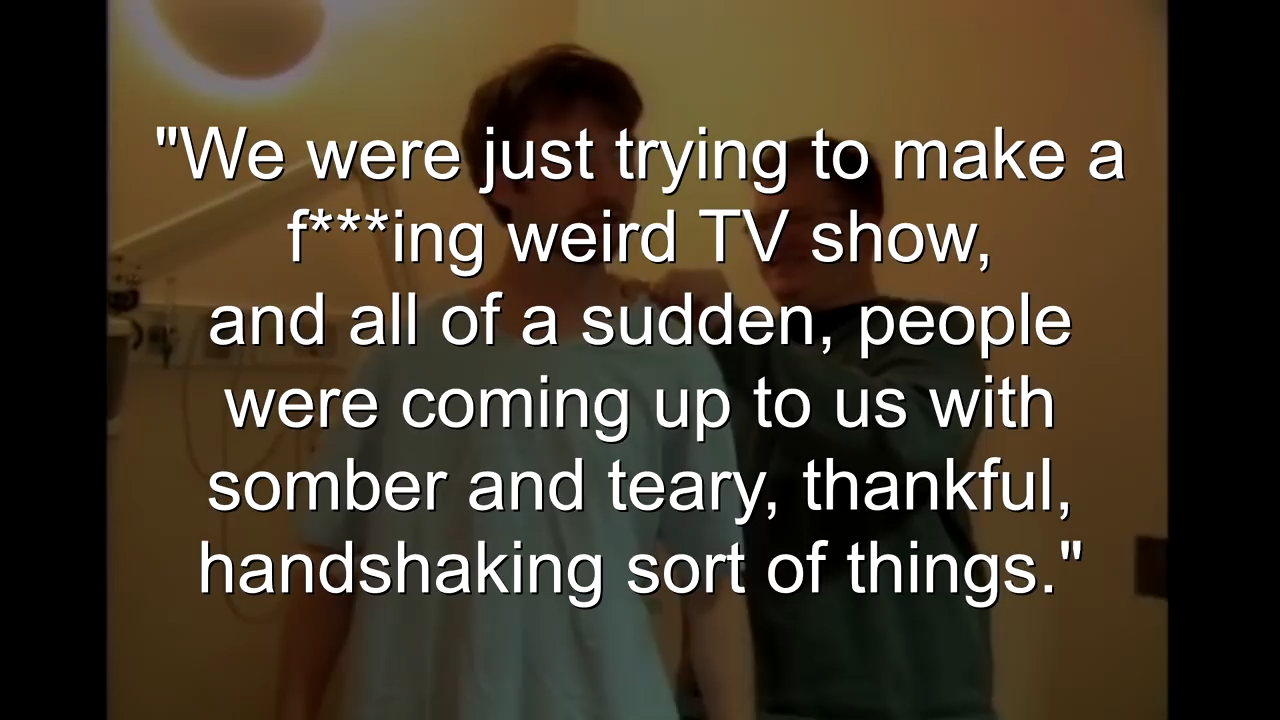 "We were just trying to make a
f***ing weird TV show,
and all of a sudden, people
were coming up to us with
somber and teary, thankful,
handshaking sort of things."